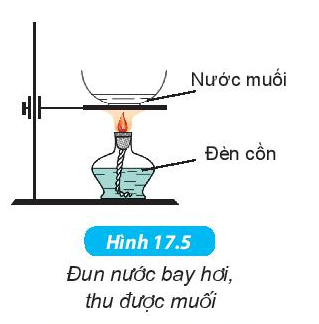 Nước muối
Đèn cồn
Hình 17.5
Đun nước bay hơi,
thu được muối